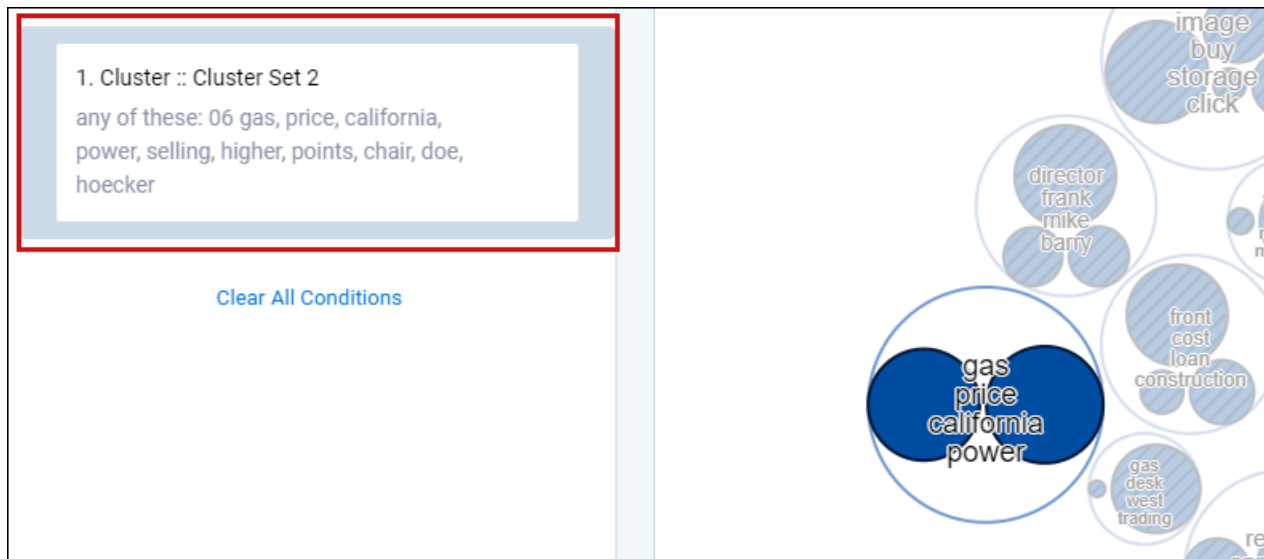 1. Cluster :: Cluster Set 2
any of these: 06 gas, price, california,
power, selling, higher, points, chair, doe,
hoecker
Clear All Conditions
image
buy
storage
click
director
frank
mike
barry
front
cost
loan
construction
gas
price
california
power
gas
desk
west
trading
re